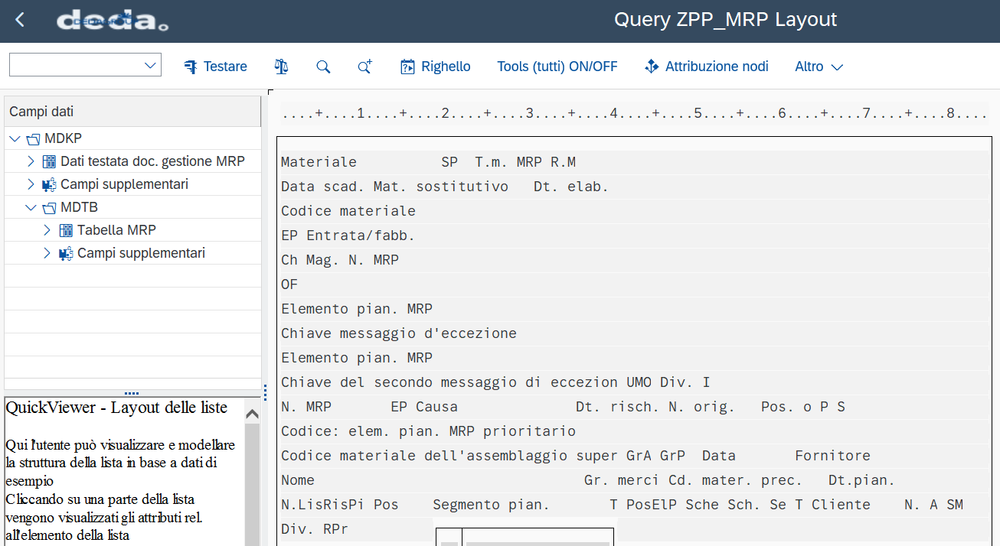 deda.
Query ZPP_MRP Layout
Testare
Righello
Tools (tutti) ON/OFF
Attribuzione nodi
Altro
Campi dati
MDKP
Dati testata doc. gestione MRP
Campi supplementari
MDTB
Tabella MRP
Campi supplementari
QuickViewer - Layout delle liste
Qui l'utente può visualizzare e modellare
la struttura della lista in base a dati di
esempio
Cliccando su una parte della lista
vengono visualizzati gli attributi rel.
all'elemento della lista
....+....1....+....2....+....3....+....4....+....5....+....6....+....7....+....8....
Materiale          SP  T.m. MRP R.M
Data scad. Mat. sostitutivo   Dt. elab.
Codice materiale
EP Entrata/fabb.
Ch Mag. N. MRP
OF
Elemento pian. MRP
Chiave messaggio d'eccezione
Elemento pian. MRP
Chiave del secondo messaggio di eccezion UMO Div. I
N. MRP       EP Causa              Dt. risch. N. orig.   Pos. o P S
Codice: elem. pian. MRP prioritario
Codice materiale dell'assemblaggio super GrA GrP  Data       Fornitore
Nome                                Gr. merci Cd. mater. prec.   Dt.pian.
N.LisRisPi Pos    Segmento pian.       T PosElP Sche Sch. Se T Cliente    N. A SM
Div. RPr